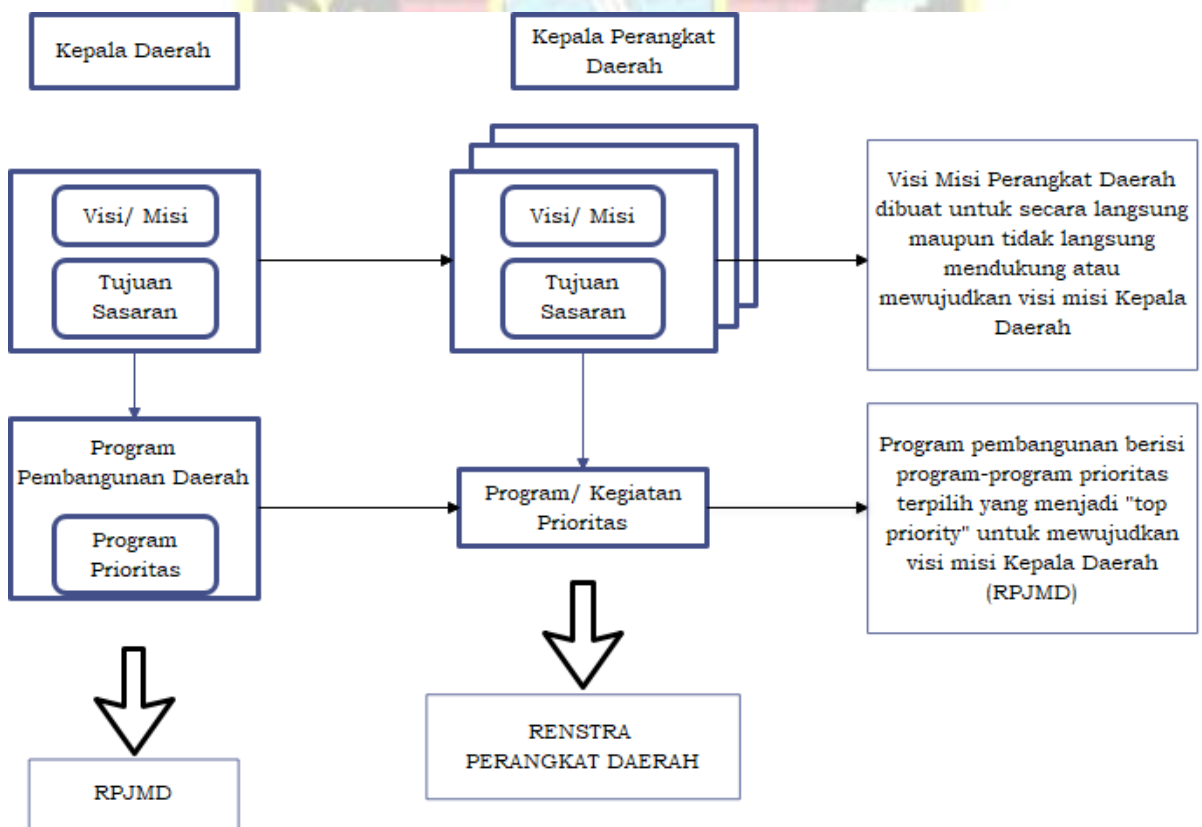 Kepala Daerah
Kepala Perangkat
Daerah
Visi/ Misi
Tujuan
Sasaran
Visi/ Misi
Tujuan
Sasaran
Visi Misi Perangkat Daerah
dibuat untuk secara langsung
maupun tidak langsung
mendukung atau
mewujudkan visi misi Kepala
Daerah
Program
Pembangunan Daerah
Program
Prioritas
Program/ Kegiatan
Prioritas
Program pembangunan berisi
program-program prioritas
terpilih yang menjadi "top
priority" untuk mewujudkan
visi misi Kepala Daerah
(RPJMD)
RPJMD
RENSTRA
PERANGKAT DAERAH